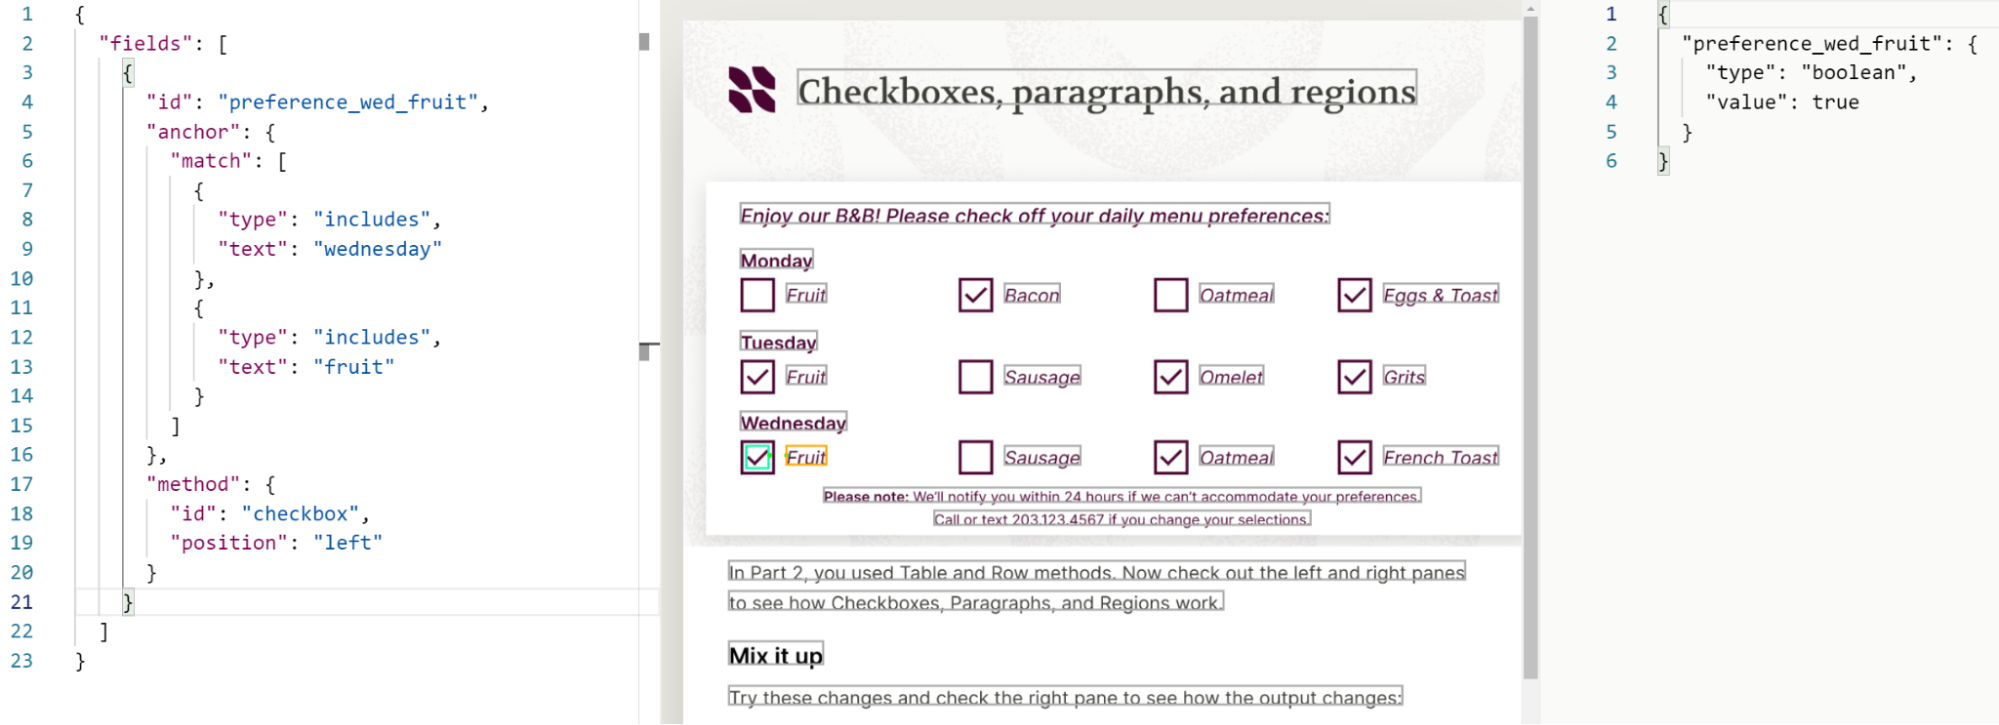 1 {
2 "fields": [
3 {
4 "id": "preference_wed_fruit",
5 "anchor": {
6 "match": [
7 {
8 "type": "includes",
9 "text": "wednesday"
10 },
11 {
12 "type": "includes",
13 "text": "fruit"
14 }
15 ]
16 },
17 "method": {
18 "id": "checkbox",
19 "position": "left"
20 }
21 }
22 ]
23 }
Checkboxes, paragraphs, and regions
Enjoy our B&B! Please check off your daily menu preferences:
Monday
Fruit Bacon Oatmeal Eggs & Toast
Tuesday
Fruit Sausage Omelet Grits
Wednesday
Fruit Sausage Oatmeal French Toast
Please note: We'll notify you within 24 hours if we can't accommodate your preferences.
Call or text 203.123.4567 if you change your selections.
In Part 2, you used Table and Row methods. Now check out the left and right panes
to see how Checkboxes, Paragraphs, and Regions work.
Mix it up
Try these changes and check the right pane to see how the output changes:
1 {
2 "preference_wed_fruit": {
3 "type": "boolean",
4 "value": true
5 }
6 }